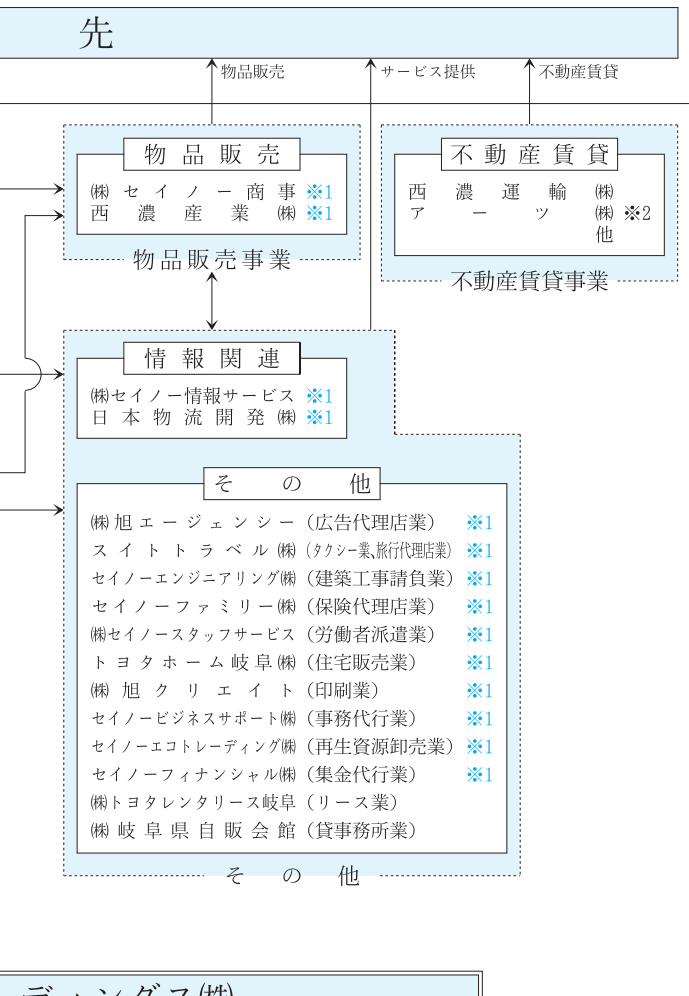 先
物品販売
サービス提供
不動産賃貸
物品販売
㈱セイノー商事 ※1
西濃産業㈱ ※1
物品販売事業
不動産賃貸
西濃運輸㈱
アーツ㈱ ※2
他
不動産賃貸事業
情報関連
㈱セイノー情報サービス ※1
日本物流開発㈱ ※1
その他
㈱旭エージェンシー（広告代理店業） ※1
スイトトラベル㈱（タクシー業、旅行代理店業） ※1
セイノーエンジニアリング㈱（建築工事請負業） ※1
セイノーファミリー㈱（保険代理店業） ※1
㈱セイノースタッフサービス（労働者派遣業） ※1
トヨタホーム岐阜㈱（住宅販売業） ※1
㈱旭クリエイト（印刷業） ※1
セイノービジネスサポート㈱（事務代行業） ※1
セイノーエコトレーディング㈱（再生資源卸売業） ※1
セイノーフィナンシャル㈱（集金代行業） ※1
㈱トヨタレンタリース岐阜（リース業）
㈱岐阜県自販会館（貸事務所業）
その他
ディングス㈱